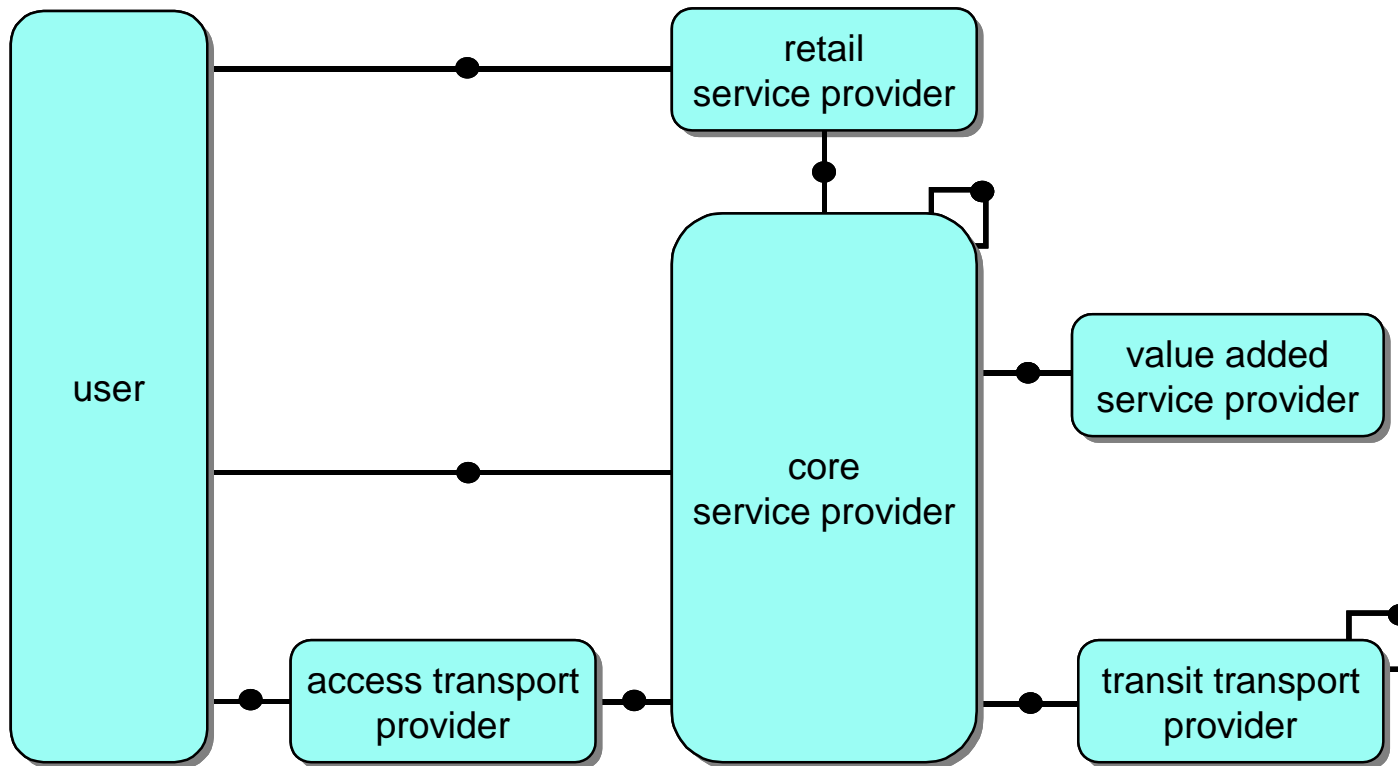 retail
service provider
user
value added
service provider
core
service provider
access transport
provider
transit transport
provider